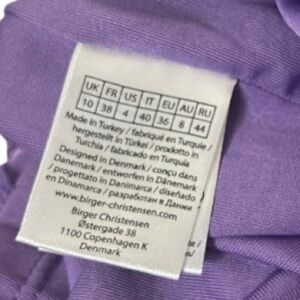 UK FR US IT EU AU RU
10 38 4 40 36 8 44
Made in Turkey / fabriqué en Turquie /
hergestellt in Türkei / prodotto in
Turchia / fabricado en Turquía
Designed in Denmark / conçu dans
Danemark / entworfen in Dänemark
/ progettato in Danimarca / diseñado
en Dinamarca / разработан в Дании
www.birger-christensen.com
Birger Christensen
Østergade 38
1100 Copenhagen K
Denmark